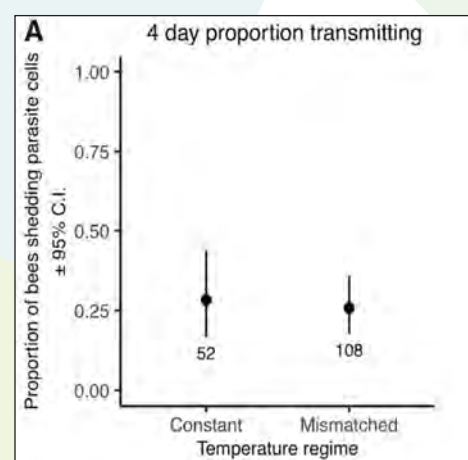 A
4 day proportion transmitting
Proportion of bees shedding parasite cells
± 95% C.I.
1.00
0.75
0.50
0.25
0.00
52
108
Constant
Mismatched
Temperature regime